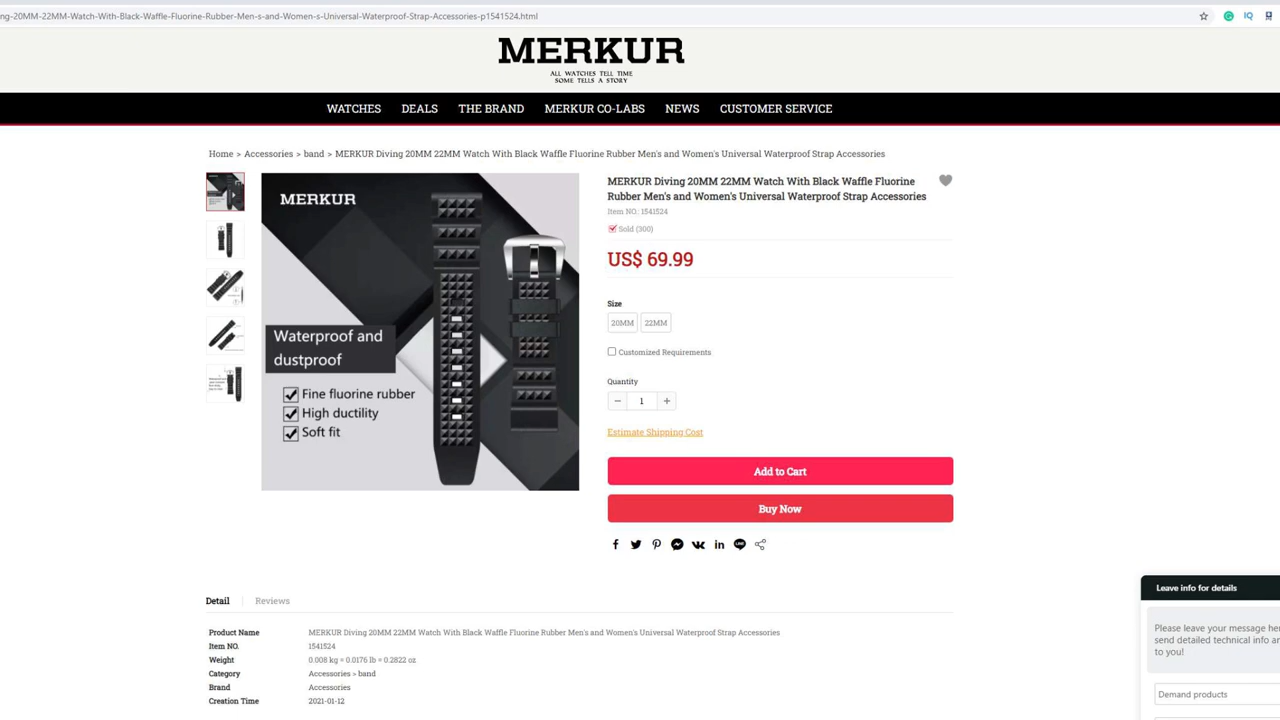 ng-20MM-22MM-Watch-With-Black-Waffle-Fluorine-Rubber-Men-s-and-Women-s-Universal-Waterproof-Strap-Accessories-p1541524.html
IQ
MERKUR
ALL WATCHES TELL TIME
SOME TELLS A STORY
WATCHES DEALS THE BRAND MERKUR CO-LABS NEWS CUSTOMER SERVICE
Home > Accessories > band > MERKUR Diving 20MM 22MM Watch With Black Waffle Fluorine Rubber Men's and Women's Universal Waterproof Strap Accessories
MERKUR
Waterproof and
dustproof
Fine fluorine rubber
High ductility
Soft fit
MERKUR Diving 20MM 22MM Watch With Black Waffle Fluorine
Rubber Men's and Women's Universal Waterproof Strap Accessories
Item NO.: 1541524
Sold (300)
US$ 69.99
Size
20MM 22MM
Customized Requirements
Quantity
− 1 +
Estimate Shipping Cost
Add to Cart
Buy Now
Detail Reviews
Product Name MERKUR Diving 20MM 22MM Watch With Black Waffle Fluorine Rubber Men's and Women's Universal Waterproof Strap Accessories
Item NO. 1541524
Weight 0.008 kg = 0.0176 lb = 0.2822 oz
Category Accessories > band
Brand Accessories
Creation Time 2021-01-12
Leave info for details
Please leave your message her
send detailed technical info an
to you!
Demand products